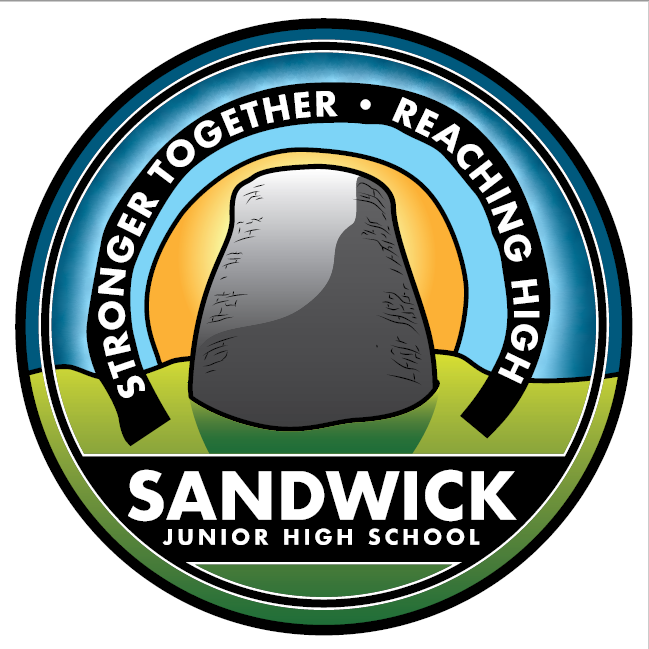 STRONGER TOGETHER • REACHING HIGH
SANDWICK
JUNIOR HIGH SCHOOL